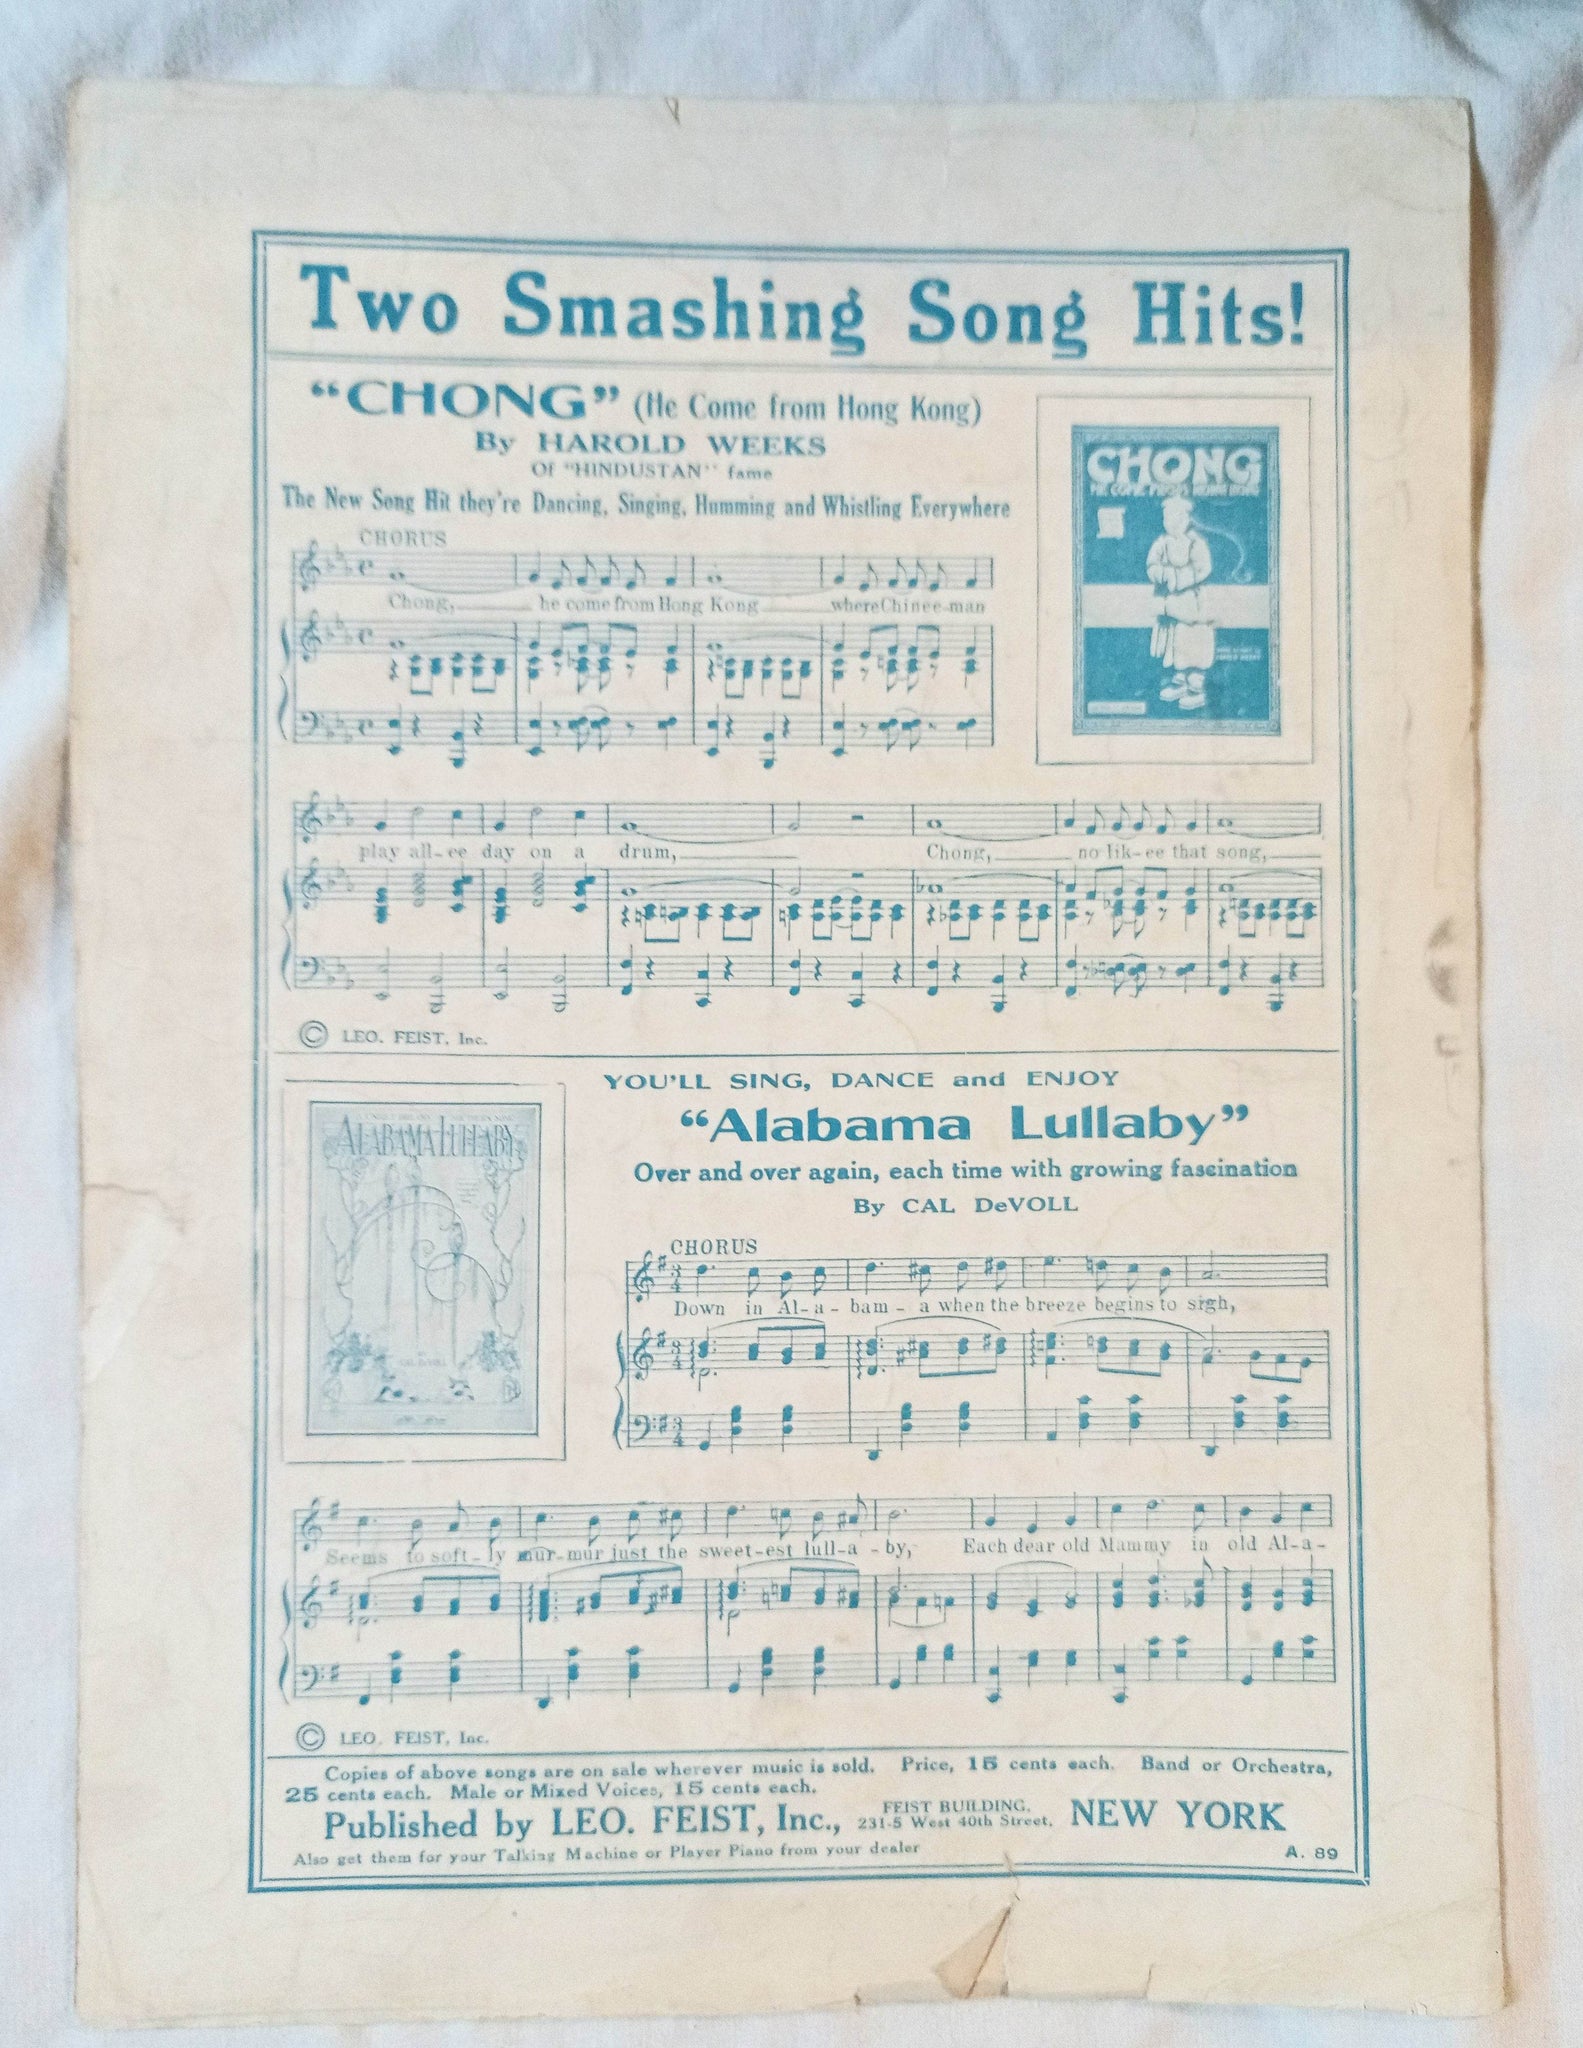 Two Smashing Song Hits!
“CHONG” (He Come from Hong Kong)
By HAROLD WEEKS
Of "HINDUSTAN" fame
The New Song Hit they're Dancing, Singing, Humming and Whistling Everywhere
CHONG
HE COME FROM HONG KONG
CHORUS
Chong, he come from Hong Kong where Chinee-man
play all-ee day on a drum, Chong, no lik-ee that song,
© LEO. FEIST, Inc.
YOU'LL SING, DANCE and ENJOY
“Alabama Lullaby”
Over and over again, each time with growing fascination
By CAL DeVOLL
ALABAMA LULLABY
CAL DEVOLL
CHORUS
Down in Al-a-bam-a when the breeze begins to sigh,
Seems to soft-ly mur-mur just the sweet-est lull-a-by, Each dear old Mammy in old Al-a-
© LEO. FEIST, Inc.
Copies of above songs are on sale wherever music is sold. Price, 15 cents each. Band or Orchestra,
25 cents each. Male or Mixed Voices, 15 cents each.
Published by LEO. FEIST, Inc., FEIST BUILDING, 231-5 West 40th Street, NEW YORK
Also get them for your Talking Machine or Player Piano from your dealer
A. 89